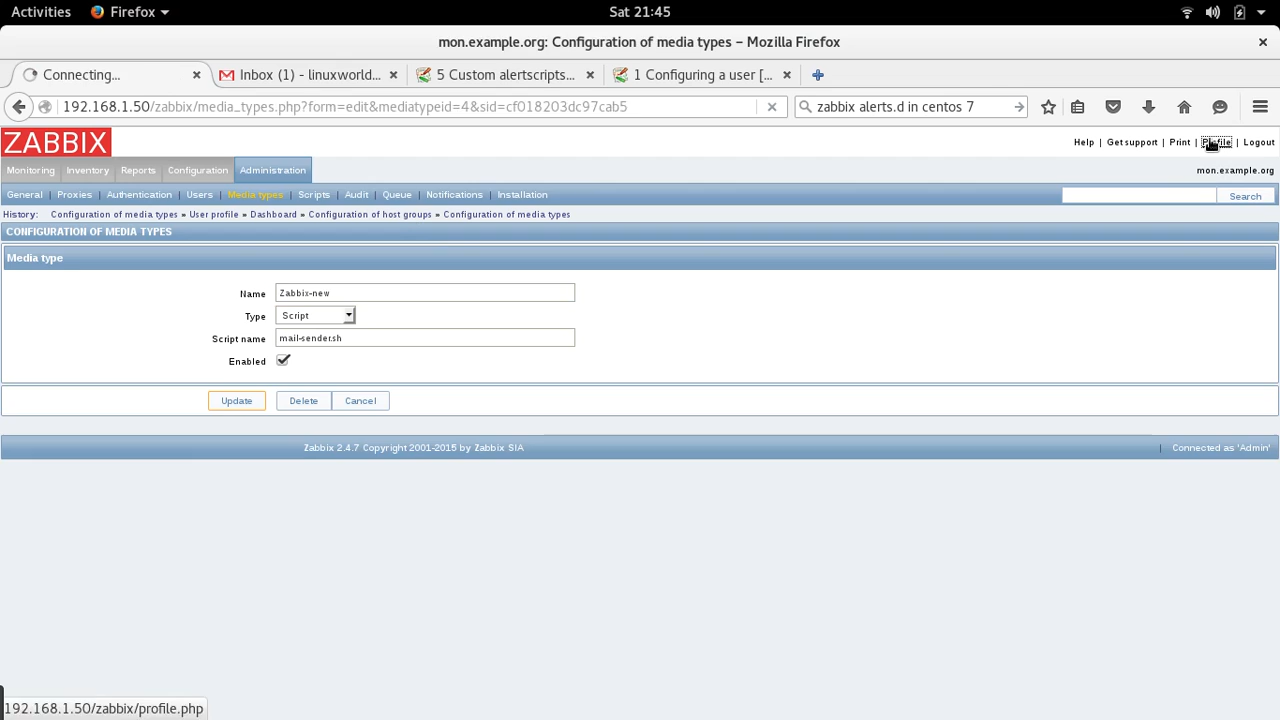 Activities Firefox Sat 21:45
mon.example.org: Configuration of media types – Mozilla Firefox
Connecting... Inbox (1) - linuxworld... 5 Custom alertscripts... 1 Configuring a user [...
192.168.1.50/zabbix/media_types.php?form=edit&mediatypeid=4&sid=cf018203dc97cab5 zabbix alerts.d in centos 7
ZABBIX Help | Get support | Print | Profile | Logout
Monitoring Inventory Reports Configuration Administration mon.example.org
General | Proxies | Authentication | Users | Media types | Scripts | Audit | Queue | Notifications | Installation Search
History: Configuration of media types » User profile » Dashboard » Configuration of host groups » Configuration of media types
CONFIGURATION OF MEDIA TYPES
Media type
Name Zabbix-new
Type Script
Script name mail-sender.sh
Enabled
Update Delete Cancel
Zabbix 2.4.7 Copyright 2001-2015 by Zabbix SIA | Connected as 'Admin'
192.168.1.50/zabbix/profile.php